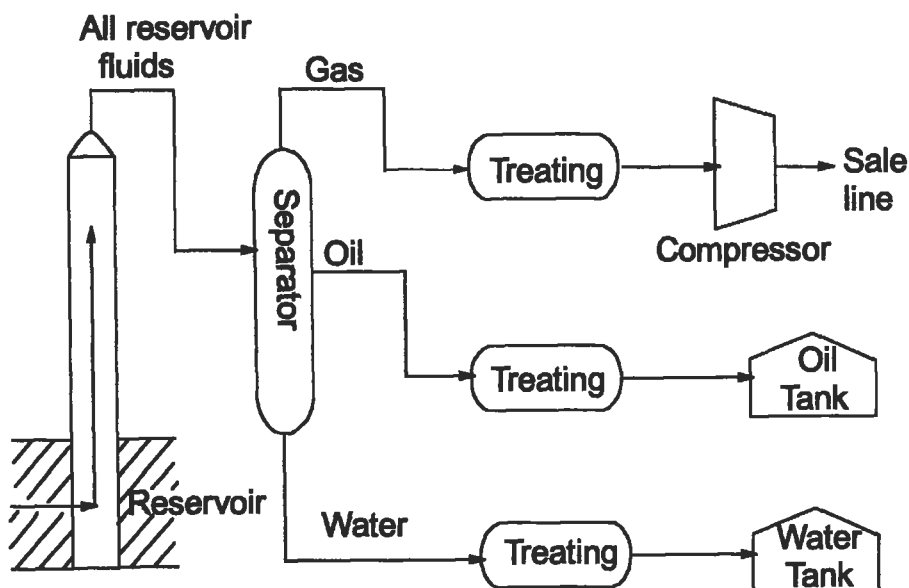 All reservoir
fluids
Gas
Treating
Sale
line
Compressor
Separator
Oil
Treating
Oil
Tank
Reservoir
Water
Treating
Water
Tank